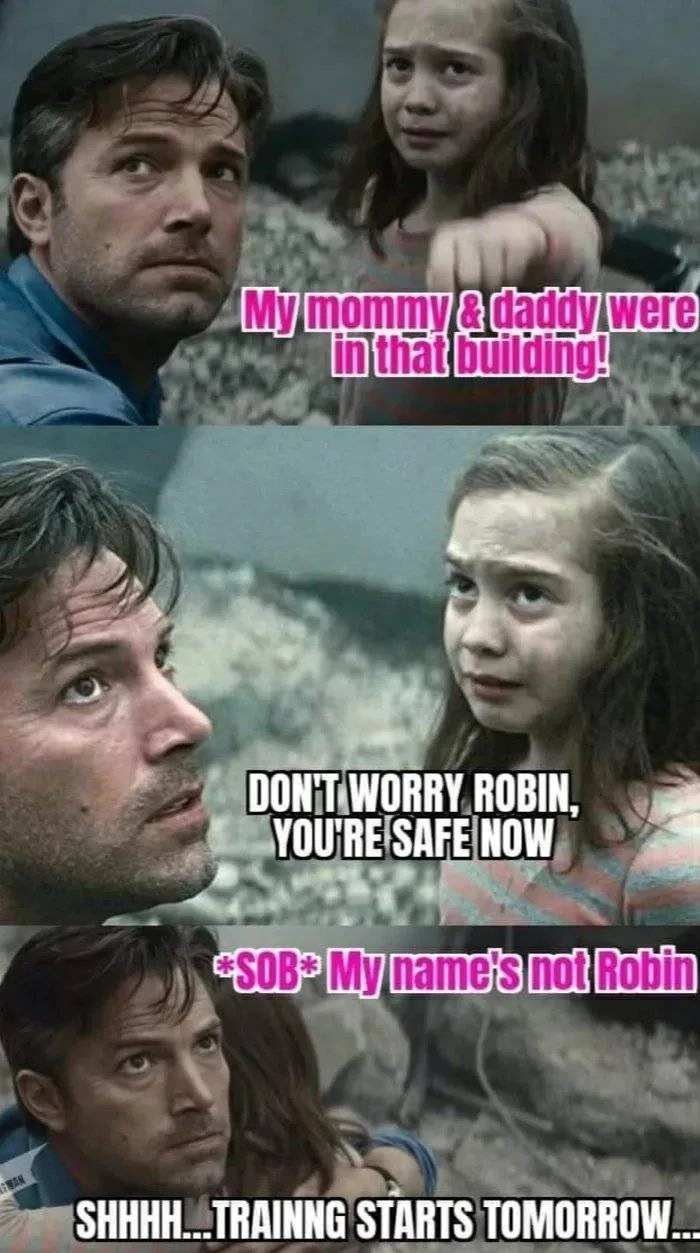 My mommy & daddy were
in that building!
DON'T WORRY ROBIN,
YOU'RE SAFE NOW
*SOB* My name's not Robin
SHHHH...TRAINNG STARTS TOMORROW...